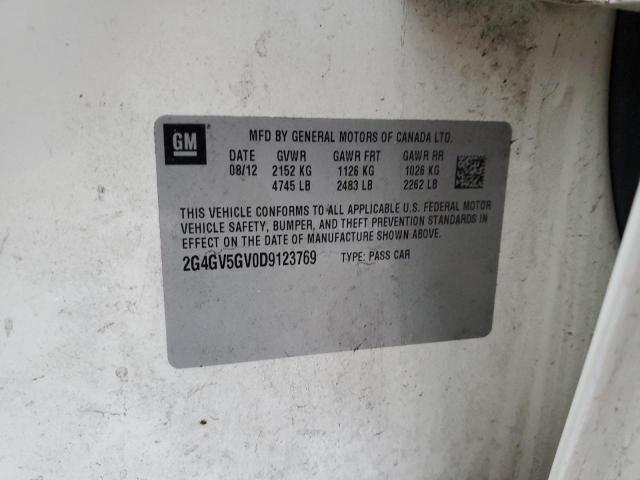 GM
MFD BY GENERAL MOTORS OF CANADA LTD.
DATE GVWR GAWR FRT GAWR RR
08/12 2152 KG 1126 KG 1026 KG
4745 LB 2483 LB 2262 LB
THIS VEHICLE CONFORMS TO ALL APPLICABLE U.S. FEDERAL MOTOR
VEHICLE SAFETY, BUMPER, AND THEFT PREVENTION STANDARDS IN
EFFECT ON THE DATE OF MANUFACTURE SHOWN ABOVE.
2G4GV5GV0D9123769 TYPE: PASS CAR